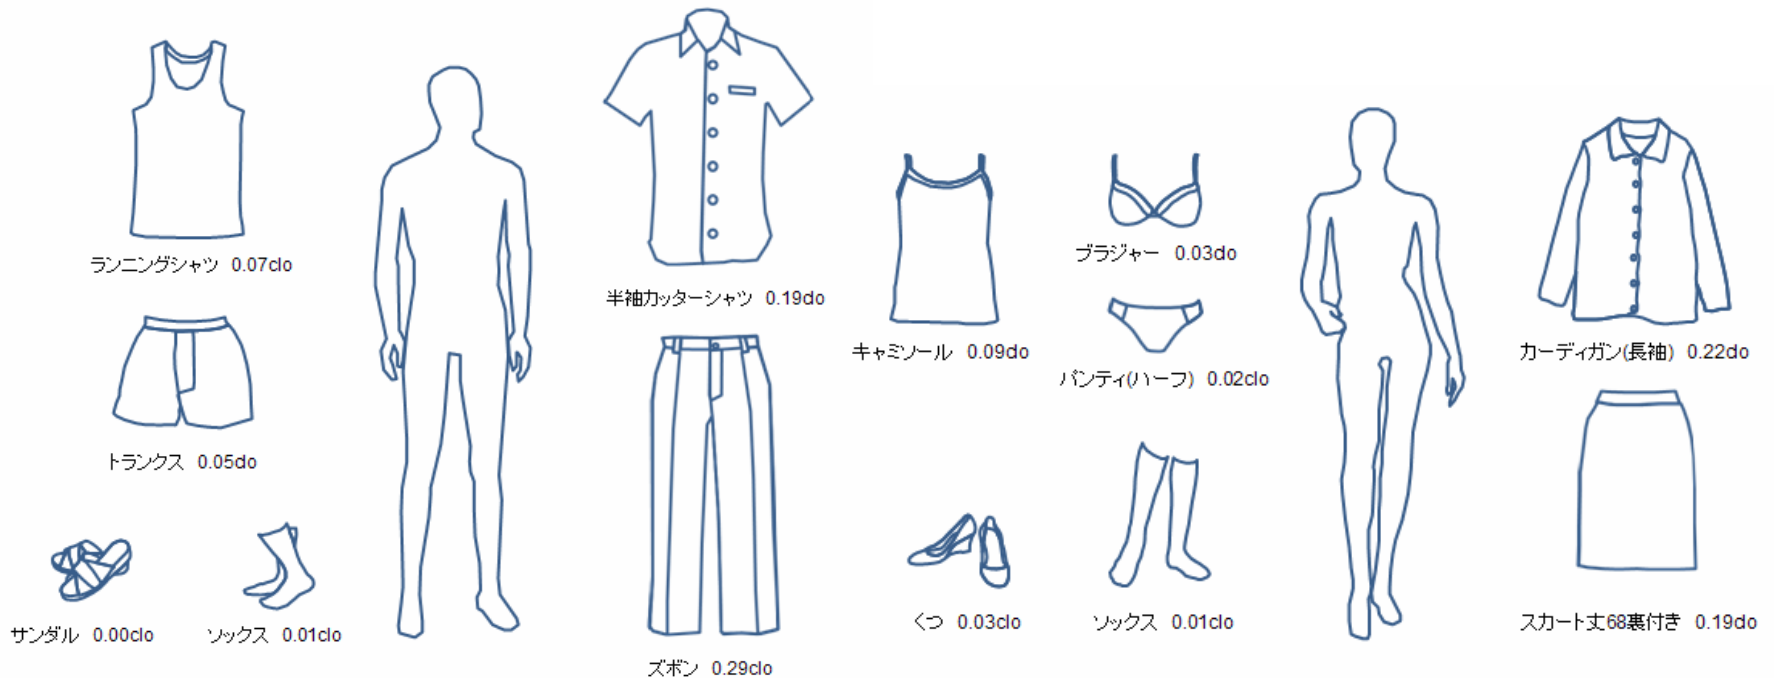 ランニングシャツ 0.07clo
トランクス 0.05clo
サンダル 0.00clo
ソックス 0.01clo
半袖カッターシャツ 0.19clo
ズボン 0.29clo
キャミソール 0.09clo
ブラジャー 0.03clo
パンティ(ハーフ) 0.02clo
くつ 0.03clo
ソックス 0.01clo
カーディガン(長袖) 0.22clo
スカート丈68裏付き 0.19clo